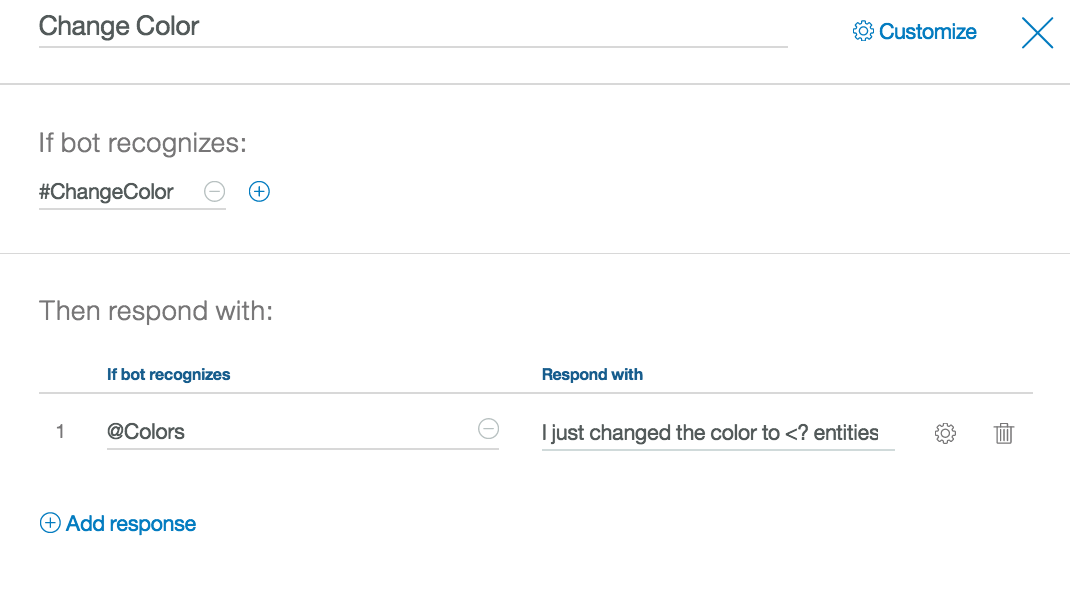 Change Color
Customize
If bot recognizes:
#ChangeColor
Then respond with:
If bot recognizes Respond with
1 @Colors I just changed the color to <? entities
Add response